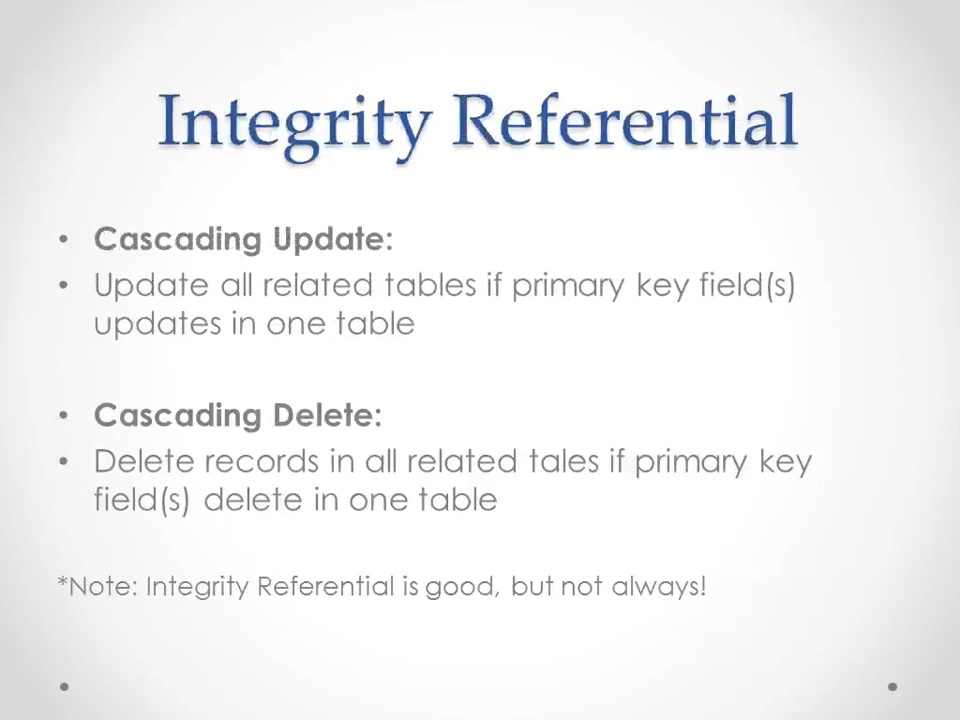 Integrity Referential
• Cascading Update:
• Update all related tables if primary key field(s)
updates in one table
• Cascading Delete:
• Delete records in all related tales if primary key
field(s) delete in one table
*Note: Integrity Referential is good, but not always!